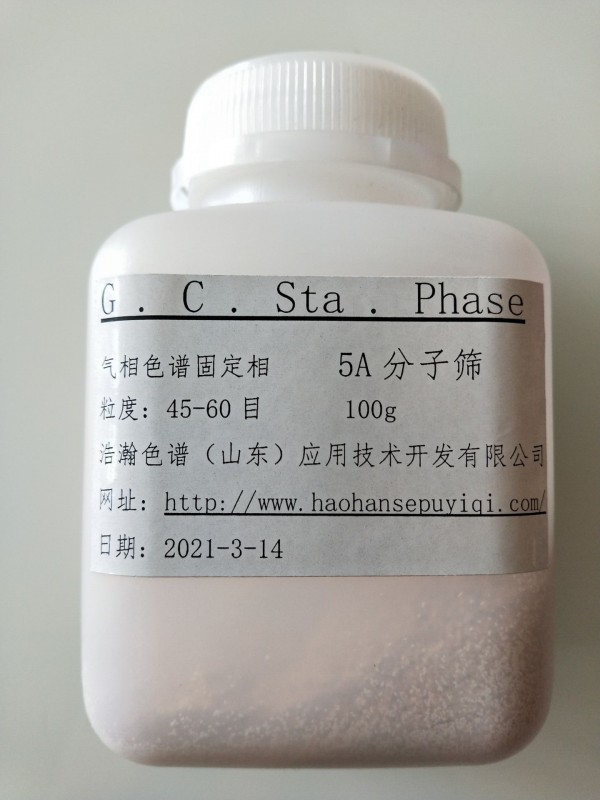 G . C . Sta . Phase
气相色谱固定相 5A 分子筛
粒度：45-60 目 100g
浩瀚色谱（山东）应用技术开发有限公司
网址：http://www.haohansepuyiqi.com/
日期：2021-3-14